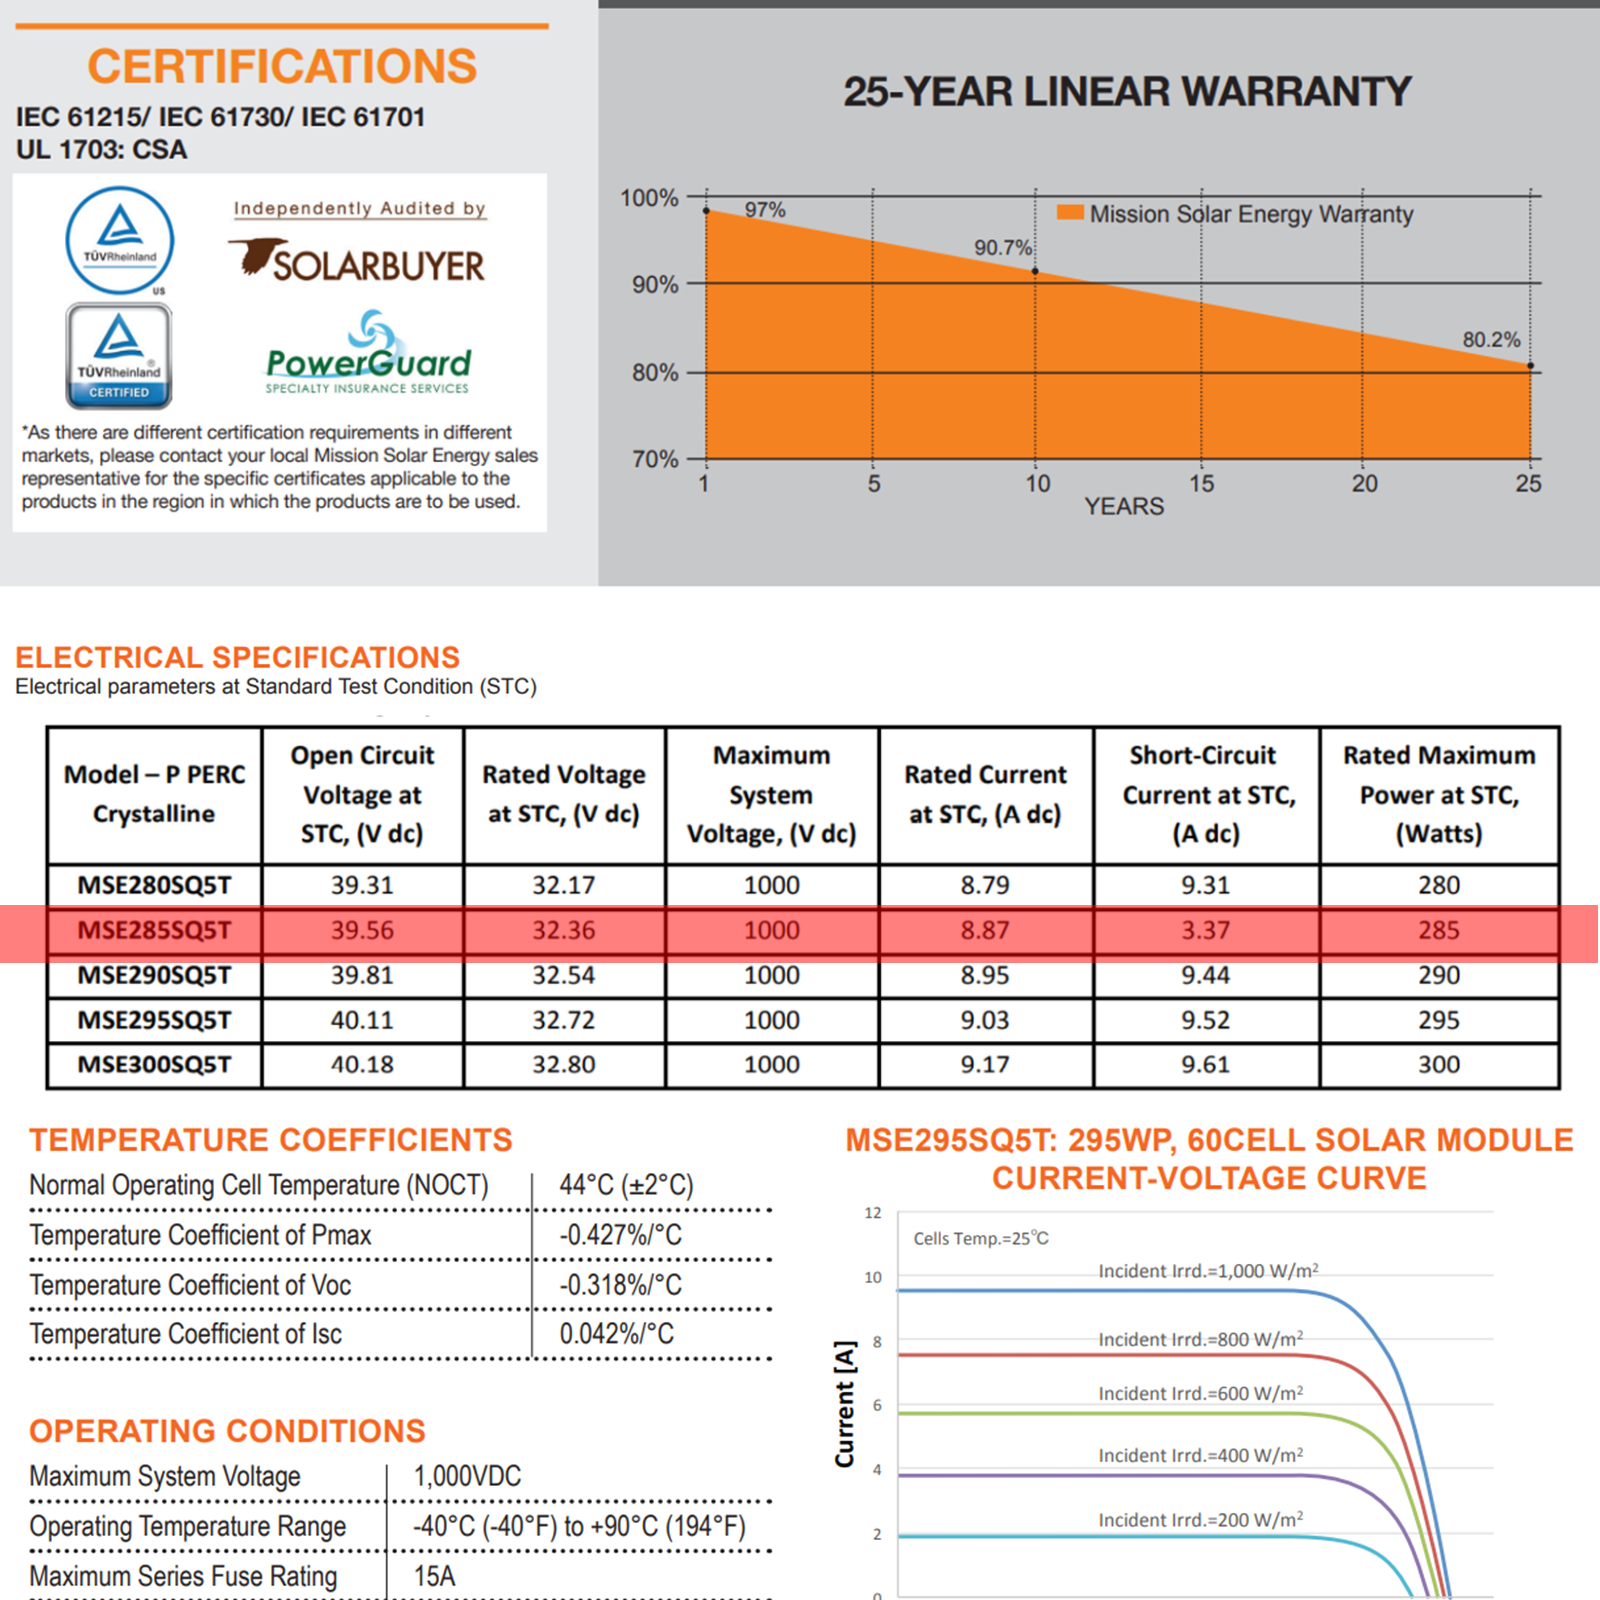 CERTIFICATIONS
IEC 61215/ IEC 61730/ IEC 61701
UL 1703: CSA
TÜVRheinland
US
Independently Audited by
SOLARBUYER
TÜVRheinland®
CERTIFIED
PowerGuard
SPECIALTY INSURANCE SERVICES
*As there are different certification requirements in different
markets, please contact your local Mission Solar Energy sales
representative for the specific certificates applicable to the
products in the region in which the products are to be used.
25-YEAR LINEAR WARRANTY
100%
97%
Mission Solar Energy Warranty
90.7%
90%
80.2%
80%
70%
1 5 10 15 20 25
YEARS
ELECTRICAL SPECIFICATIONS
Electrical parameters at Standard Test Condition (STC)
Model – P PERC Crystalline | Open Circuit Voltage at STC, (V dc) | Rated Voltage at STC, (V dc) | Maximum System Voltage, (V dc) | Rated Current at STC, (A dc) | Short-Circuit Current at STC, (A dc) | Rated Maximum Power at STC, (Watts)
MSE280SQ5T 39.31 32.17 1000 8.79 9.31 280
MSE285SQ5T 39.56 32.36 1000 8.87 3.37 285
MSE290SQ5T 39.81 32.54 1000 8.95 9.44 290
MSE295SQ5T 40.11 32.72 1000 9.03 9.52 295
MSE300SQ5T 40.18 32.80 1000 9.17 9.61 300
TEMPERATURE COEFFICIENTS
Normal Operating Cell Temperature (NOCT) 44°C (±2°C)
Temperature Coefficient of Pmax -0.427%/°C
Temperature Coefficient of Voc -0.318%/°C
Temperature Coefficient of Isc 0.042%/°C
OPERATING CONDITIONS
Maximum System Voltage 1,000VDC
Operating Temperature Range -40°C (-40°F) to +90°C (194°F)
Maximum Series Fuse Rating 15A
MSE295SQ5T: 295WP, 60CELL SOLAR MODULE
CURRENT-VOLTAGE CURVE
12
Cells Temp.=25℃
Incident Irrd.=1,000 W/m²
10
Incident Irrd.=800 W/m²
8
Incident Irrd.=600 W/m²
6
Incident Irrd.=400 W/m²
4
Incident Irrd.=200 W/m²
2
0
Current [A]